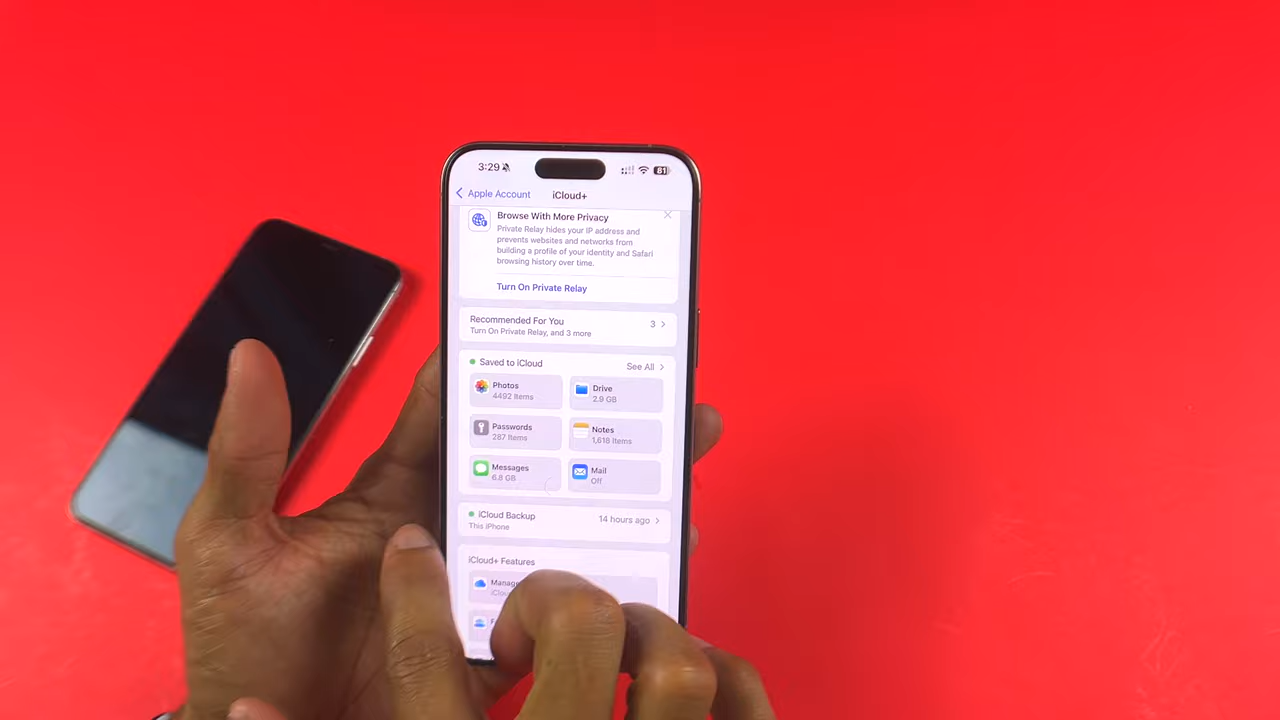 3:29
61
Apple Account
iCloud+
Browse With More Privacy
Private Relay hides your IP address and
prevents websites and networks from
building a profile of your identity and Safari
browsing history over time.
Turn On Private Relay
Recommended For You
3
Turn On Private Relay, and 3 more
Saved to iCloud
See All
Photos
4492 Items
Drive
2.9 GB
Passwords
287 Items
Notes
1,618 Items
Messages
6.8 GB
Mail
Off
iCloud Backup
14 hours ago
This iPhone
iCloud+ Features